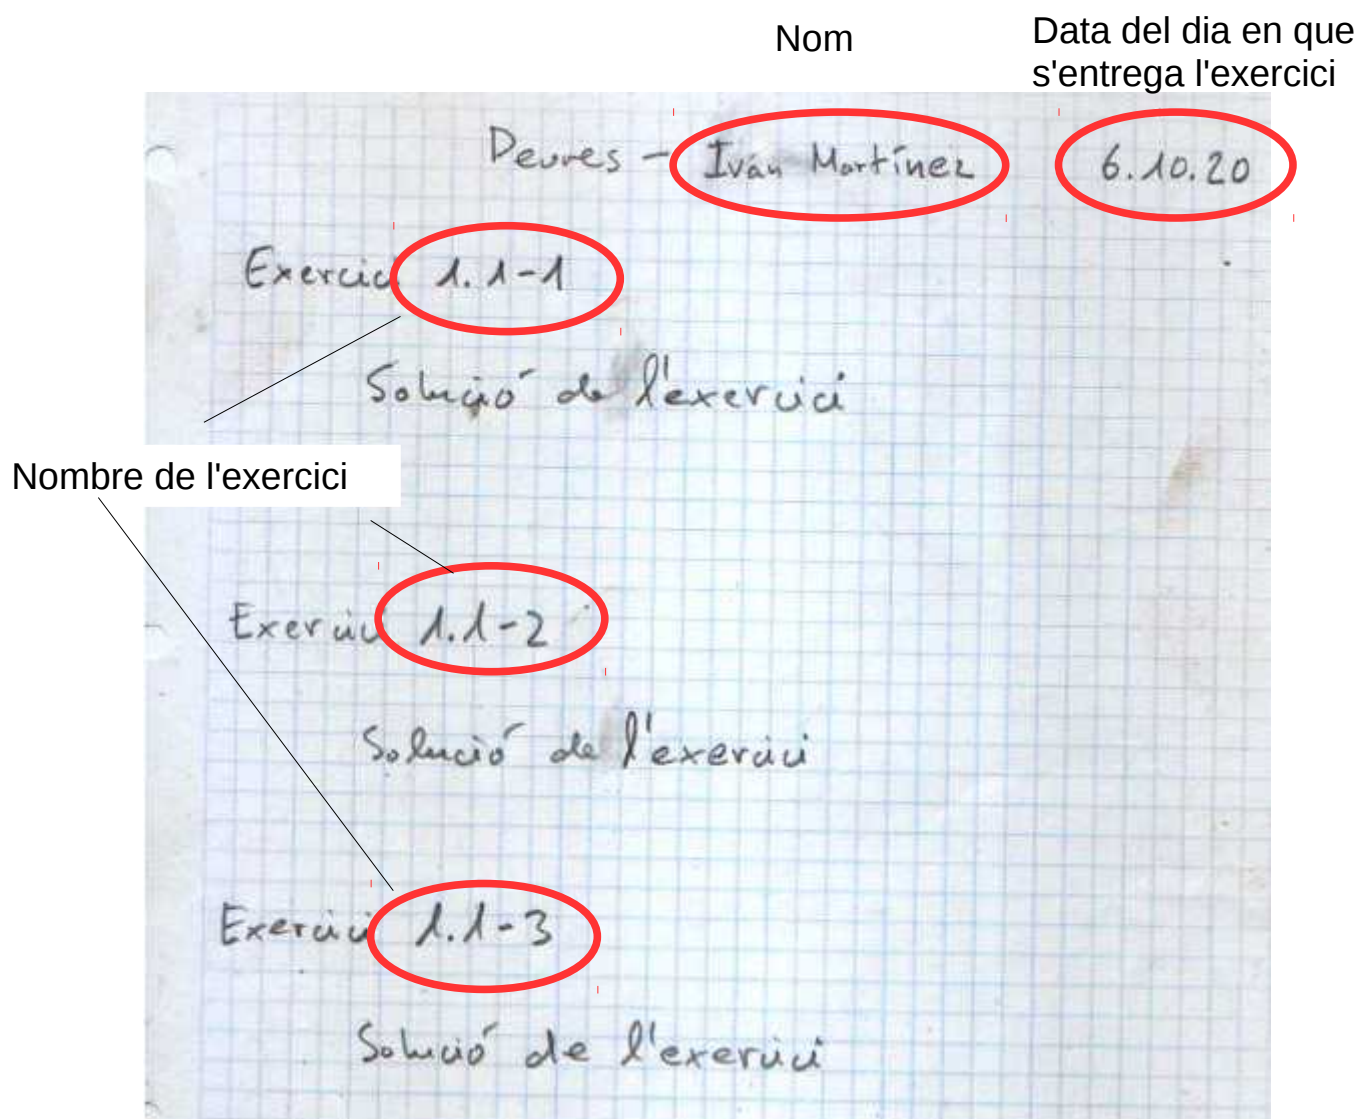 Nom
Data del dia en que
s'entrega l'exercici
Deures - Iván Martínez 6.10.20
Exercici 1.1-1
Solució de l'exercici
Nombre de l'exercici
Exercici 1.1-2
Solució de l'exercici
Exercici 1.1-3
Solució de l'exercici